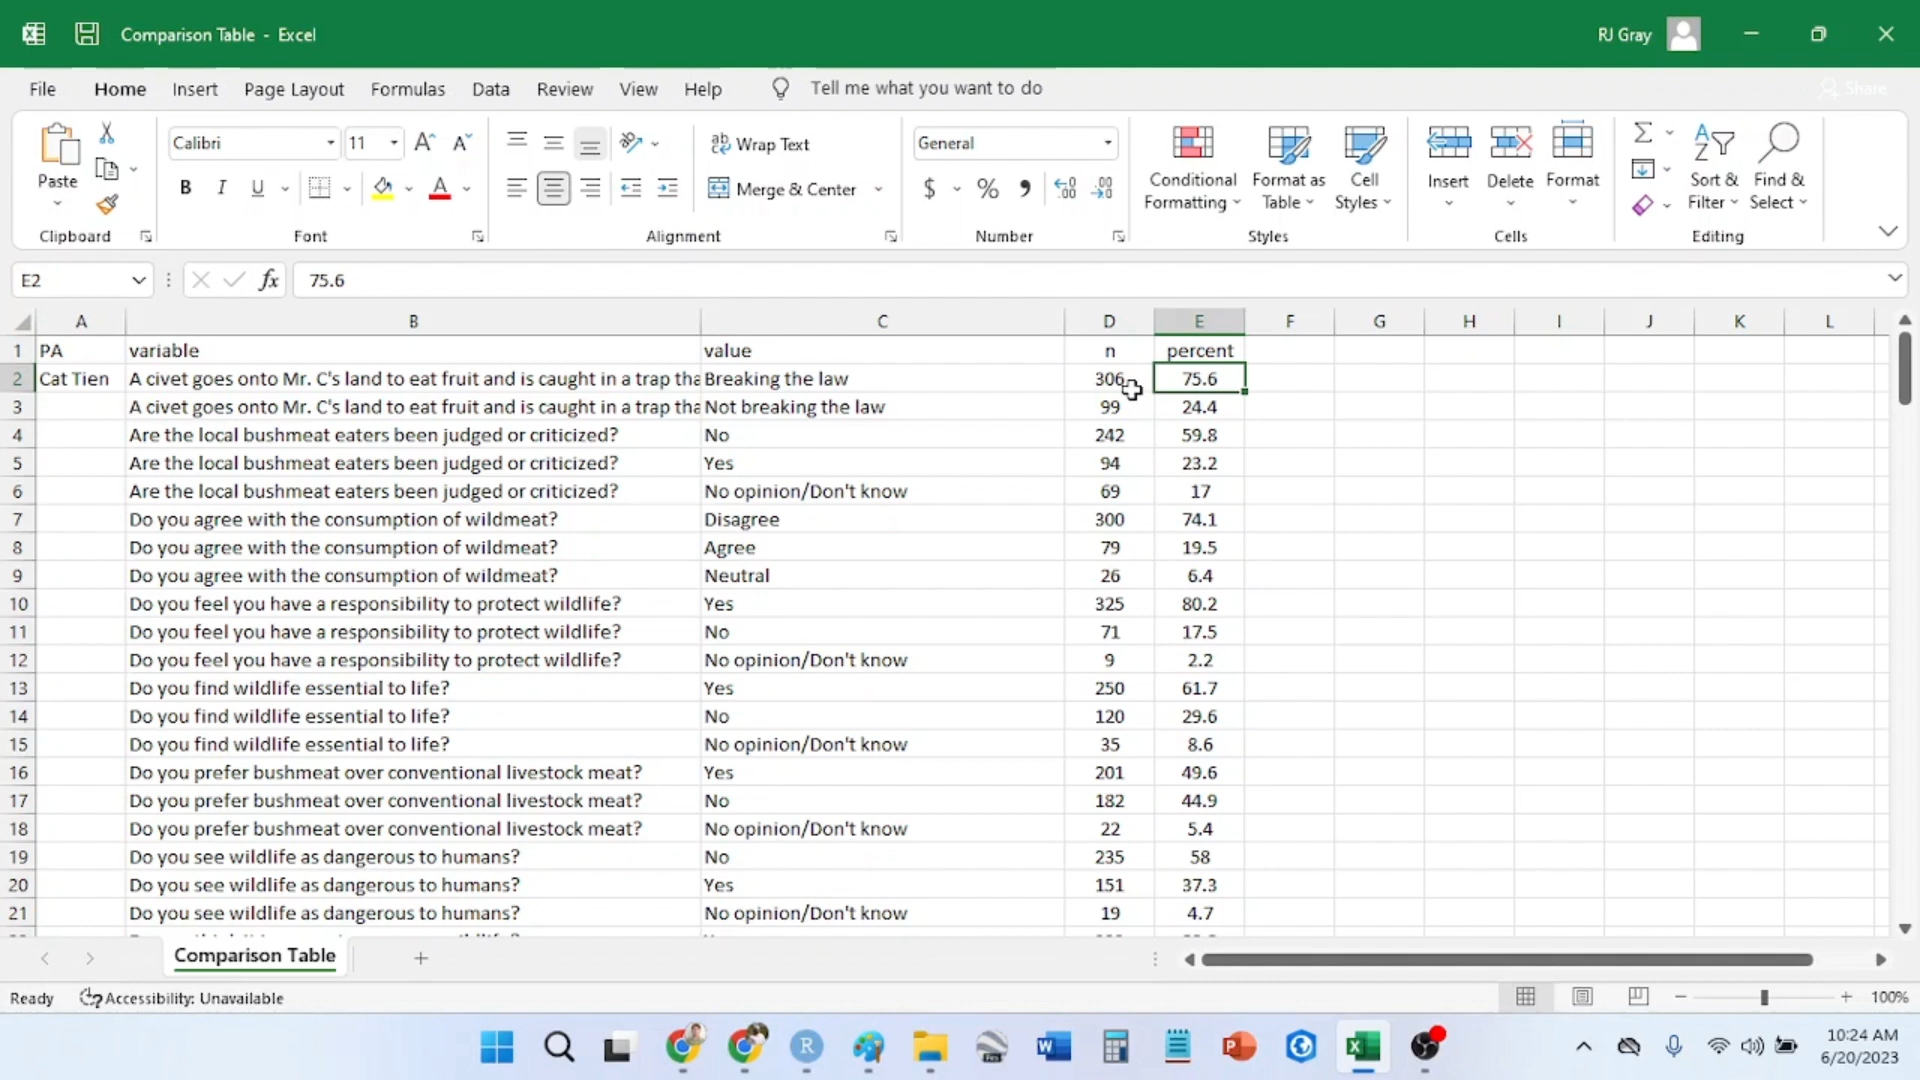 Comparison Table - Excel
RJ Gray
File Home Insert Page Layout Formulas Data Review View Help Tell me what you want to do Share
Paste
Clipboard
Calibri 11
B I U
Font
Wrap Text
Merge & Center
Alignment
General
$ % ,
Number
Conditional Formatting
Format as Table
Cell Styles
Styles
Insert Delete Format
Cells
Sort & Filter
Find & Select
Editing
E2 fx 75.6
A B C D E F G H I J K L
1 PA variable value n percent
2 Cat Tien A civet goes onto Mr. C's land to eat fruit and is caught in a trap tha Breaking the law 306 75.6
3 A civet goes onto Mr. C's land to eat fruit and is caught in a trap tha Not breaking the law 99 24.4
4 Are the local bushmeat eaters been judged or criticized? No 242 59.8
5 Are the local bushmeat eaters been judged or criticized? Yes 94 23.2
6 Are the local bushmeat eaters been judged or criticized? No opinion/Don't know 69 17
7 Do you agree with the consumption of wildmeat? Disagree 300 74.1
8 Do you agree with the consumption of wildmeat? Agree 79 19.5
9 Do you agree with the consumption of wildmeat? Neutral 26 6.4
10 Do you feel you have a responsibility to protect wildlife? Yes 325 80.2
11 Do you feel you have a responsibility to protect wildlife? No 71 17.5
12 Do you feel you have a responsibility to protect wildlife? No opinion/Don't know 9 2.2
13 Do you find wildlife essential to life? Yes 250 61.7
14 Do you find wildlife essential to life? No 120 29.6
15 Do you find wildlife essential to life? No opinion/Don't know 35 8.6
16 Do you prefer bushmeat over conventional livestock meat? Yes 201 49.6
17 Do you prefer bushmeat over conventional livestock meat? No 182 44.9
18 Do you prefer bushmeat over conventional livestock meat? No opinion/Don't know 22 5.4
19 Do you see wildlife as dangerous to humans? No 235 58
20 Do you see wildlife as dangerous to humans? Yes 151 37.3
21 Do you see wildlife as dangerous to humans? No opinion/Don't know 19 4.7
Comparison Table
Ready Accessibility: Unavailable 100%
10:24 AM
6/20/2023